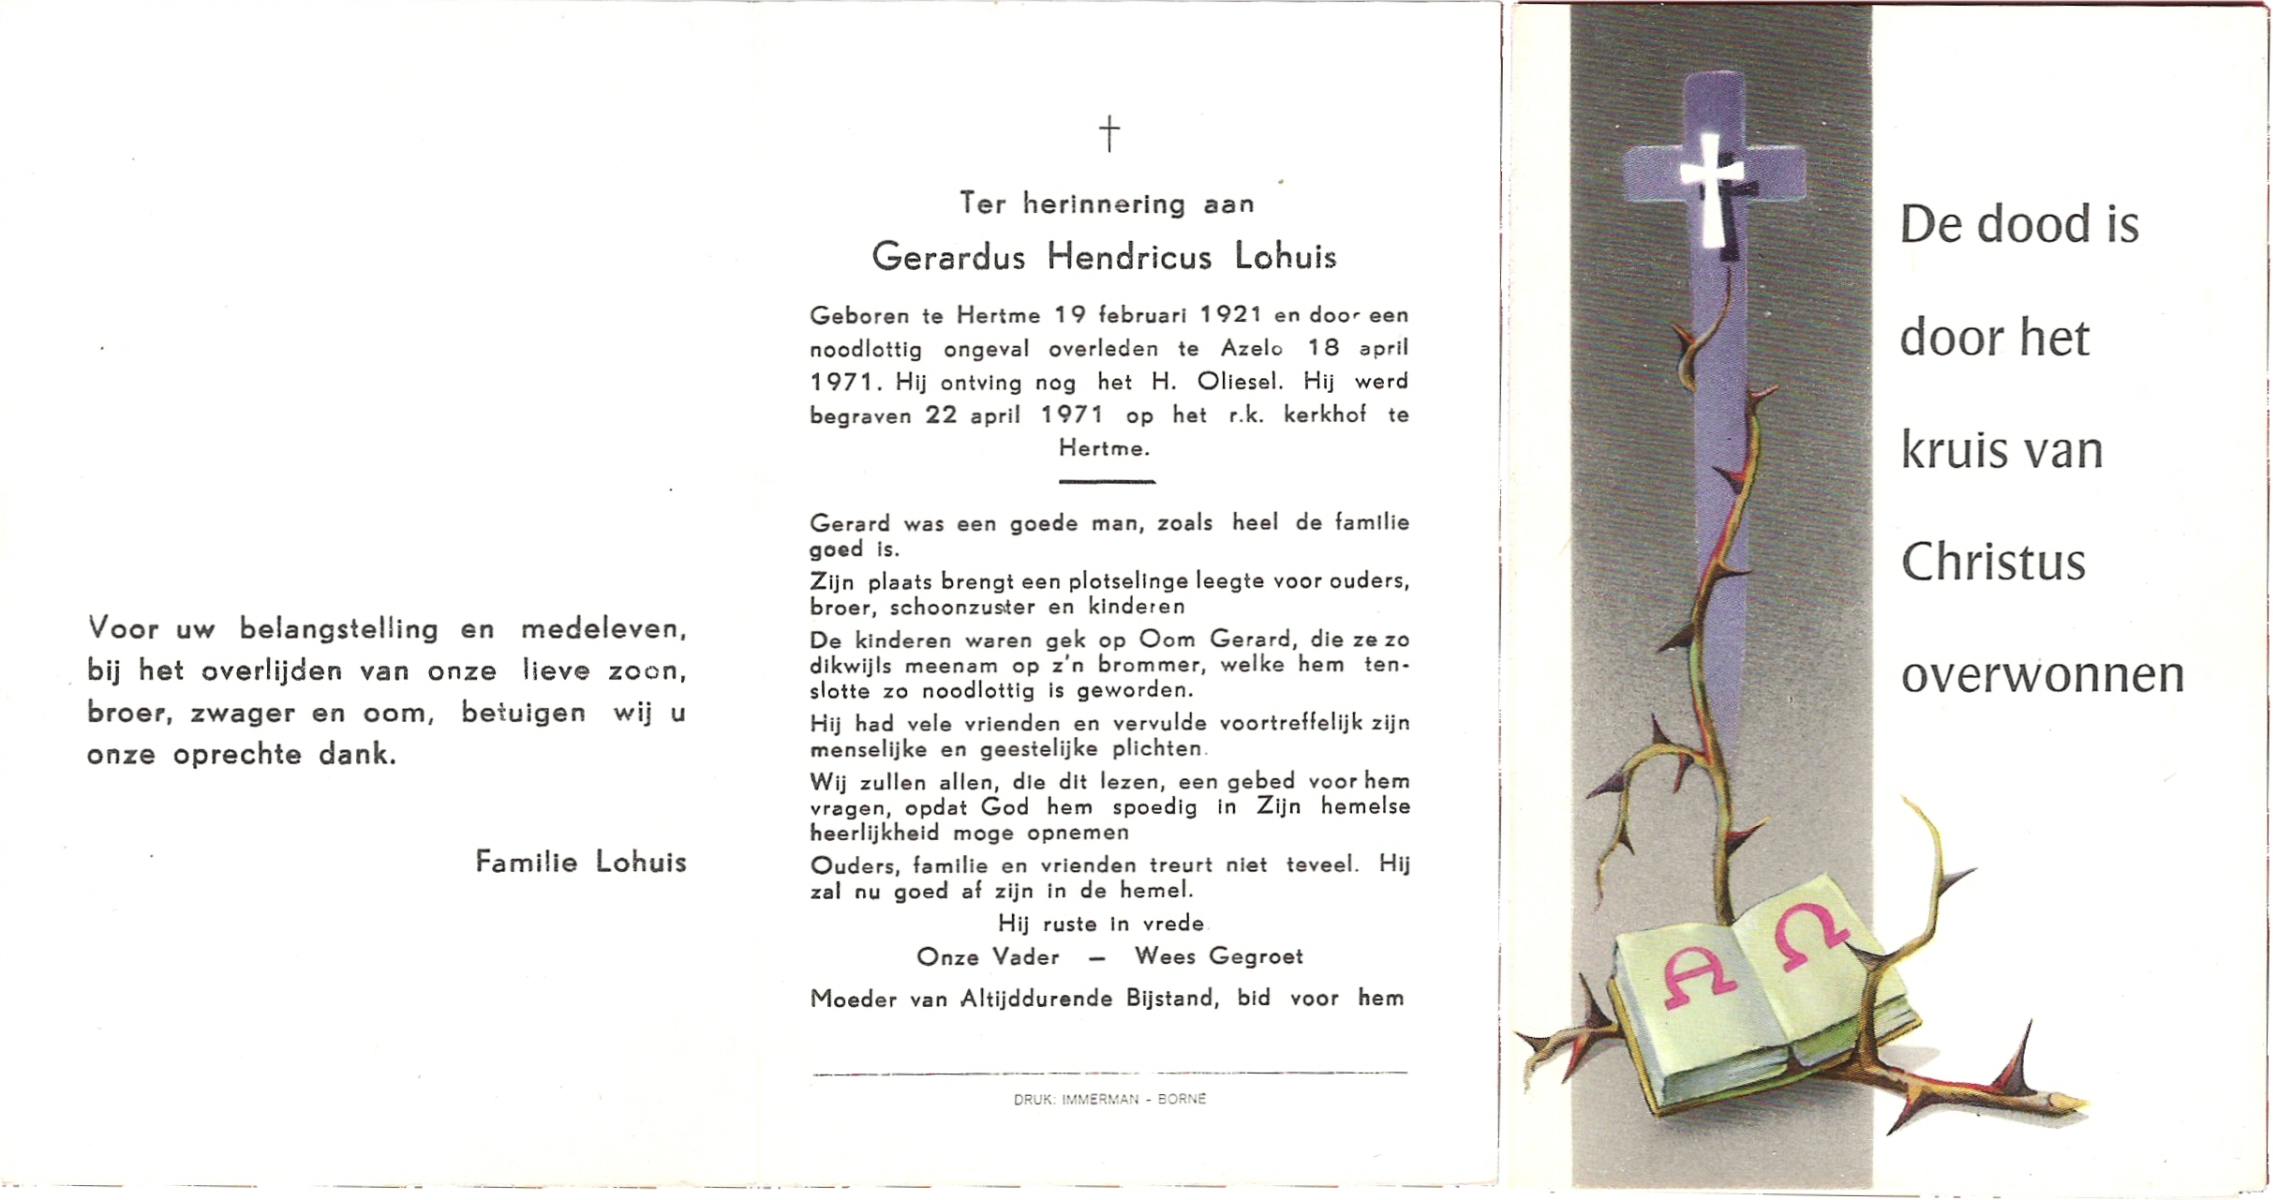 Voor uw belangstelling en medeleven,
bij het overlijden van onze lieve zoon,
broer, zwager en oom, betuigen wij u
onze oprechte dank.
Familie Lohuis
Ter herinnering aan
Gerardus Hendricus Lohuis
Geboren te Hertme 19 februari 1921 en door een
noodlottig ongeval overleden te Azelo 18 april
1971. Hij ontving nog het H. Oliesel. Hij werd
begraven 22 april 1971 op het r.k. kerkhof te
Hertme.
Gerard was een goede man, zoals heel de familie
goed is.
Zijn plaats brengt een plotselinge leegte voor ouders,
broer, schoonzuster en kinderen
De kinderen waren gek op Oom Gerard, die ze zo
dikwijls meenam op z'n brommer, welke hem ten-
slotte zo noodlottig is geworden.
Hij had vele vrienden en vervulde voortreffelijk zijn
menselijke en geestelijke plichten.
Wij zullen allen, die dit lezen, een gebed voor hem
vragen, opdat God hem spoedig in Zijn hemelse
heerlijkheid moge opnemen
Ouders, familie en vrienden treurt niet teveel. Hij
zal nu goed af zijn in de hemel.
Hij ruste in vrede.
Onze Vader – Wees Gegroet
Moeder van Altijddurende Bijstand, bid voor hem
DRUK: IMMERMAN - BORNE
De dood is
door het
kruis van
Christus
overwonnen
Α Ω